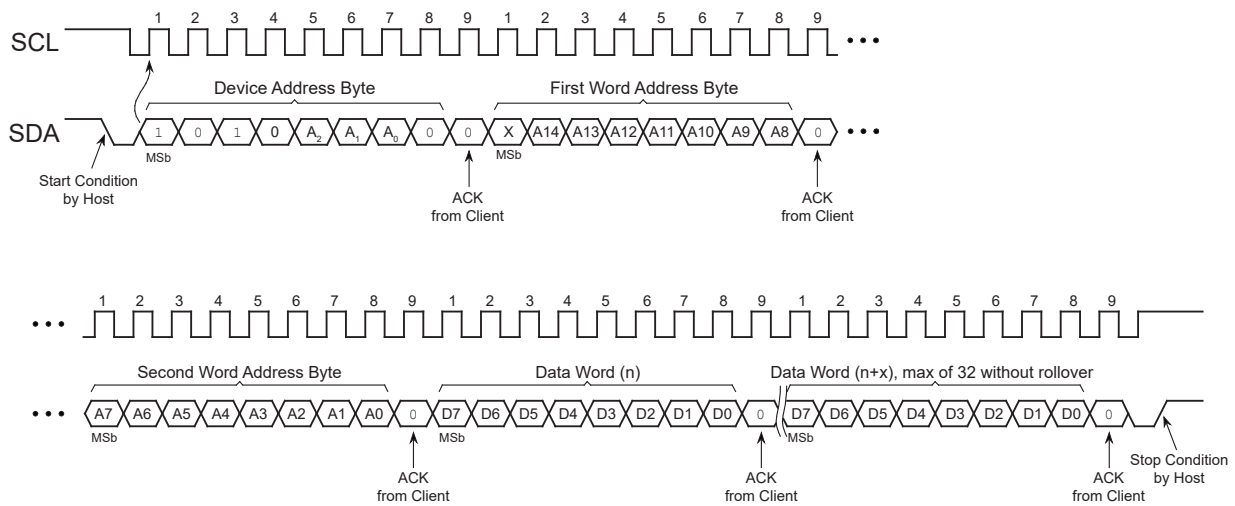 1 2 3 4 5 6 7 8 9 1 2 3 4 5 6 7 8 9
SCL
Device Address Byte First Word Address Byte
SDA 1 0 1 0 A2 A1 A0 0 0 X A14 A13 A12 A11 A10 A9 A8 0
MSb MSb
Start Condition
by Host
ACK
from Client
ACK
from Client
1 2 3 4 5 6 7 8 9 1 2 3 4 5 6 7 8 9 1 2 3 4 5 6 7 8 9
Second Word Address Byte Data Word (n) Data Word (n+x), max of 32 without rollover
A7 A6 A5 A4 A3 A2 A1 A0 0 D7 D6 D5 D4 D3 D2 D1 D0 0 D7 D6 D5 D4 D3 D2 D1 D0 0
MSb MSb MSb
ACK
from Client
ACK
from Client
ACK
from Client
Stop Condition
by Host